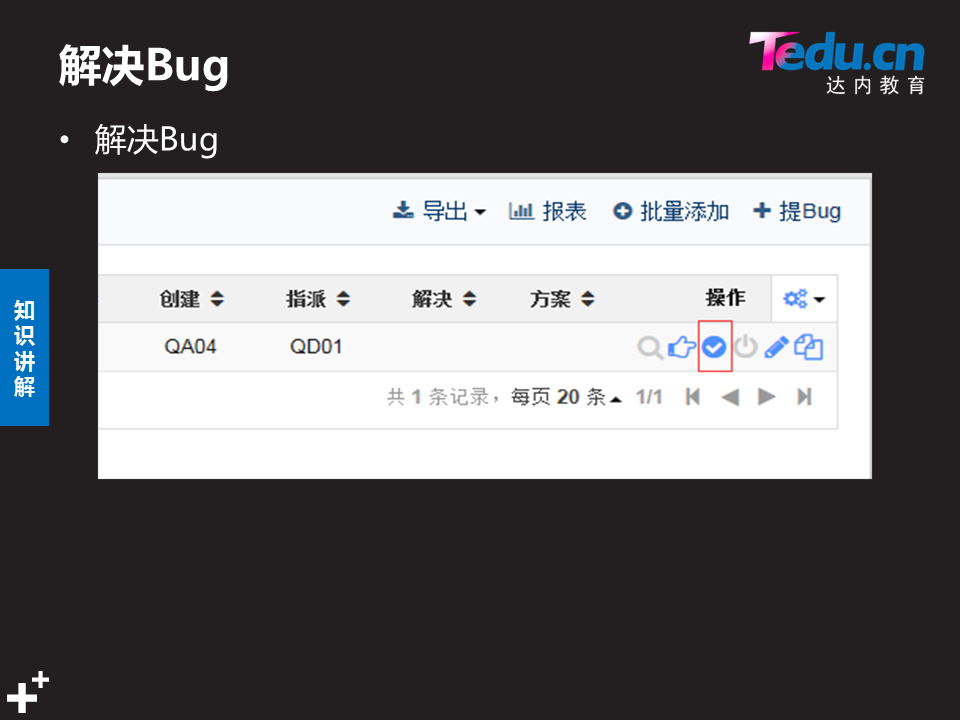 解决Bug
Tedu.cn
达内教育
• 解决Bug
导出 报表 批量添加 提Bug
创建 指派 解决 方案 操作
QA04 QD01
共 1 条记录，每页 20 条 1/1
知识讲解